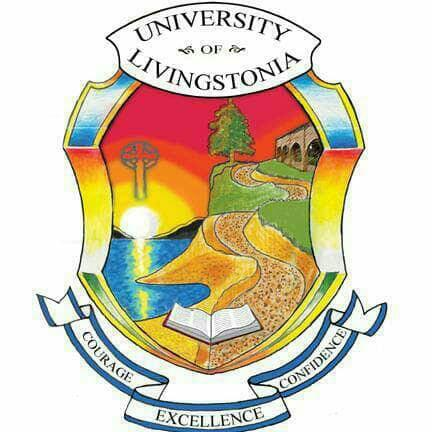 UNIVERSITY
OF
LIVINGSTONIA
COURAGE
EXCELLENCE
CONFIDENCE